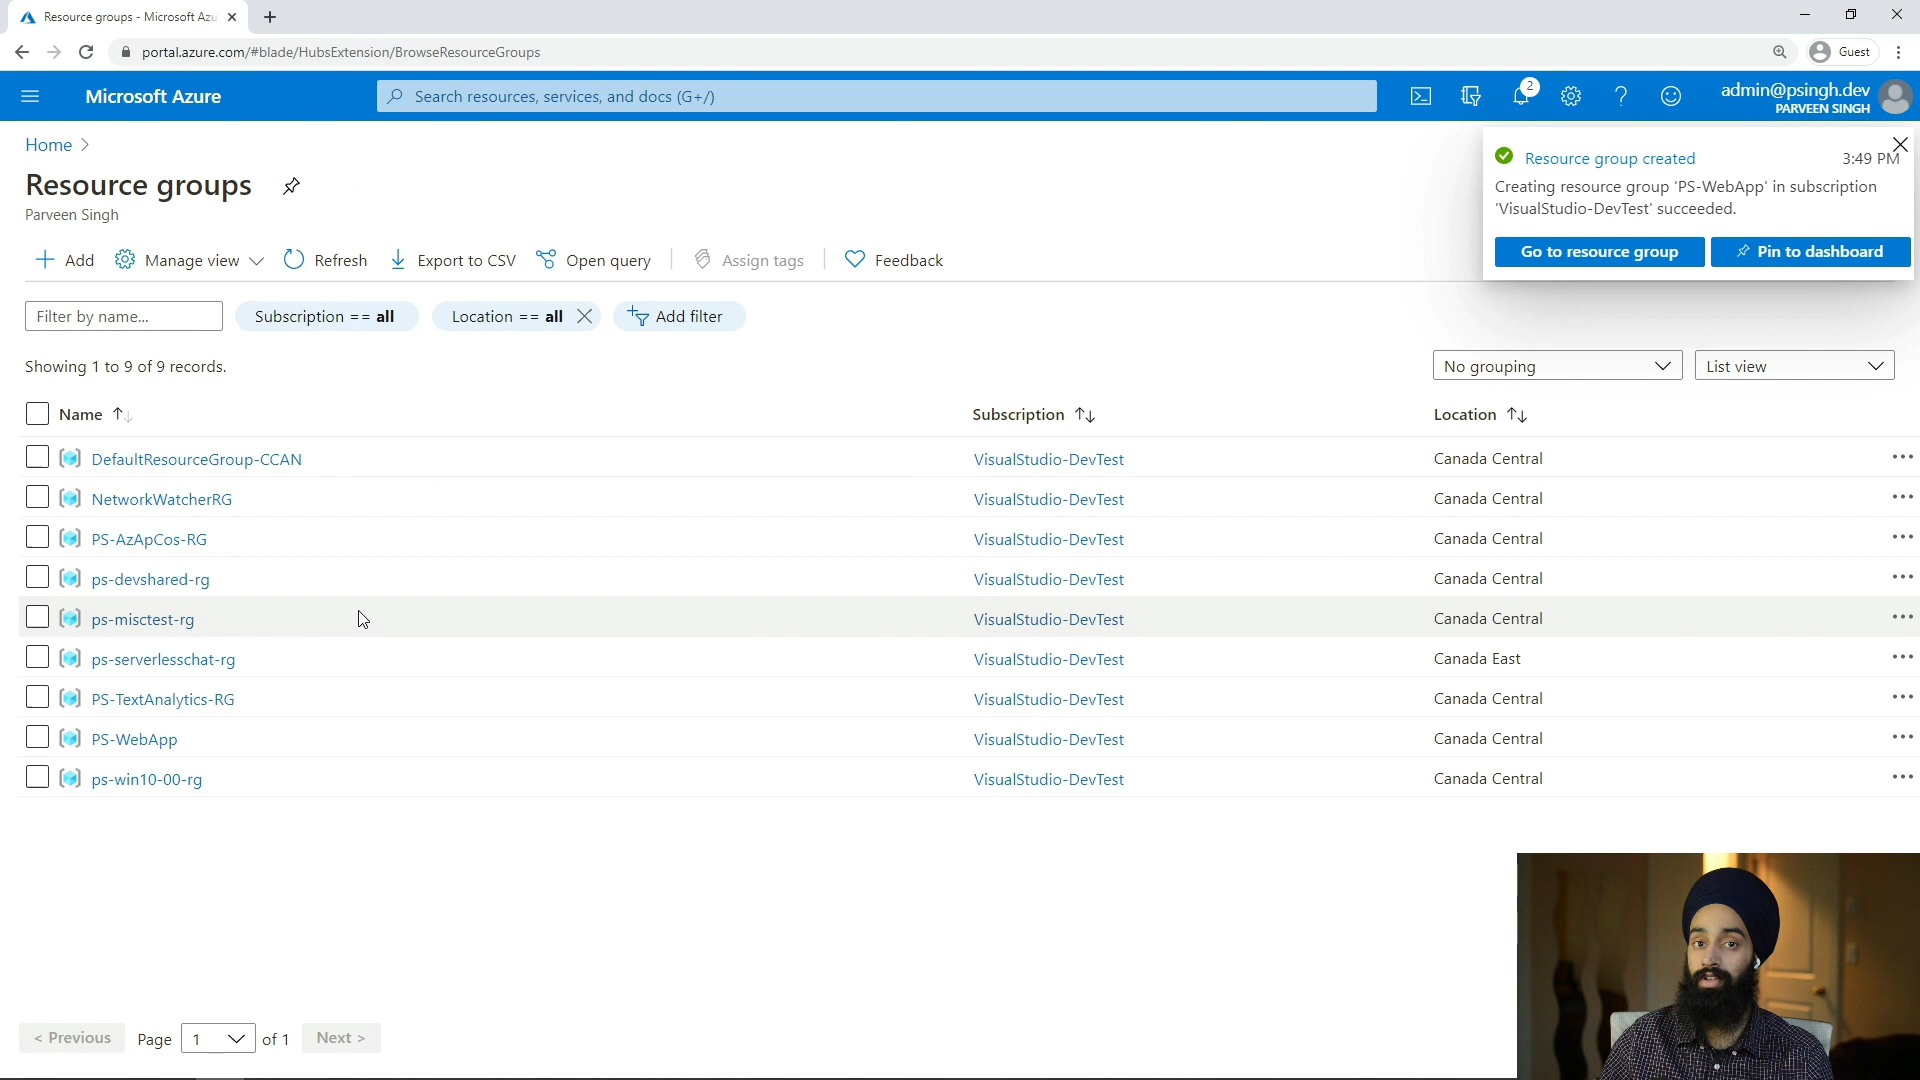 Resource groups - Microsoft Azu
portal.azure.com/#blade/HubsExtension/BrowseResourceGroups
Guest
Microsoft Azure
Search resources, services, and docs (G+/)
2
admin@psingh.dev
PARVEEN SINGH
Home
Resource groups
Parveen Singh
Resource group created
3:49 PM
Creating resource group 'PS-WebApp' in subscription
'VisualStudio-DevTest' succeeded.
Go to resource group
Pin to dashboard
Add
Manage view
Refresh
Export to CSV
Open query
Assign tags
Feedback
Filter by name...
Subscription == all
Location == all
Add filter
Showing 1 to 9 of 9 records.
No grouping
List view
Name
Subscription
Location
DefaultResourceGroup-CCAN VisualStudio-DevTest Canada Central
NetworkWatcherRG VisualStudio-DevTest Canada Central
PS-AzApCos-RG VisualStudio-DevTest Canada Central
ps-devshared-rg VisualStudio-DevTest Canada Central
ps-misctest-rg VisualStudio-DevTest Canada Central
ps-serverlesschat-rg VisualStudio-DevTest Canada East
PS-TextAnalytics-RG VisualStudio-DevTest Canada Central
PS-WebApp VisualStudio-DevTest Canada Central
ps-win10-00-rg VisualStudio-DevTest Canada Central
< Previous Page 1 of 1 Next >